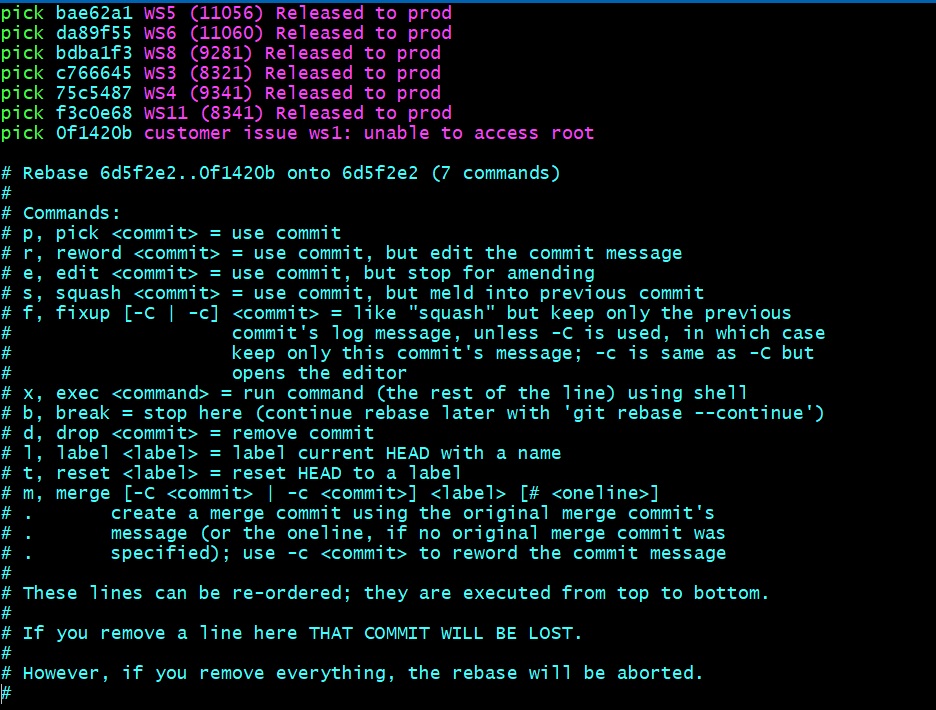 pick bae62a1 WS5 (11056) Released to prod
pick da89f55 WS6 (11060) Released to prod
pick bdba1f3 WS8 (9281) Released to prod
pick c766645 WS3 (8321) Released to prod
pick 75c5487 WS4 (9341) Released to prod
pick f3c0e68 WS11 (8341) Released to prod
pick 0f1420b customer issue ws1: unable to access root

# Rebase 6d5f2e2..0f1420b onto 6d5f2e2 (7 commands)
#
# Commands:
# p, pick <commit> = use commit
# r, reword <commit> = use commit, but edit the commit message
# e, edit <commit> = use commit, but stop for amending
# s, squash <commit> = use commit, but meld into previous commit
# f, fixup [-C | -c] <commit> = like "squash" but keep only the previous
#                    commit's log message, unless -C is used, in which case
#                    keep only this commit's message; -c is same as -C but
#                    opens the editor
# x, exec <command> = run command (the rest of the line) using shell
# b, break = stop here (continue rebase later with 'git rebase --continue')
# d, drop <commit> = remove commit
# l, label <label> = label current HEAD with a name
# t, reset <label> = reset HEAD to a label
# m, merge [-C <commit> | -c <commit>] <label> [# <oneline>]
# .       create a merge commit using the original merge commit's
# .       message (or the oneline, if no original merge commit was
# .       specified); use -c <commit> to reword the commit message
#
# These lines can be re-ordered; they are executed from top to bottom.
#
# If you remove a line here THAT COMMIT WILL BE LOST.
#
# However, if you remove everything, the rebase will be aborted.
#